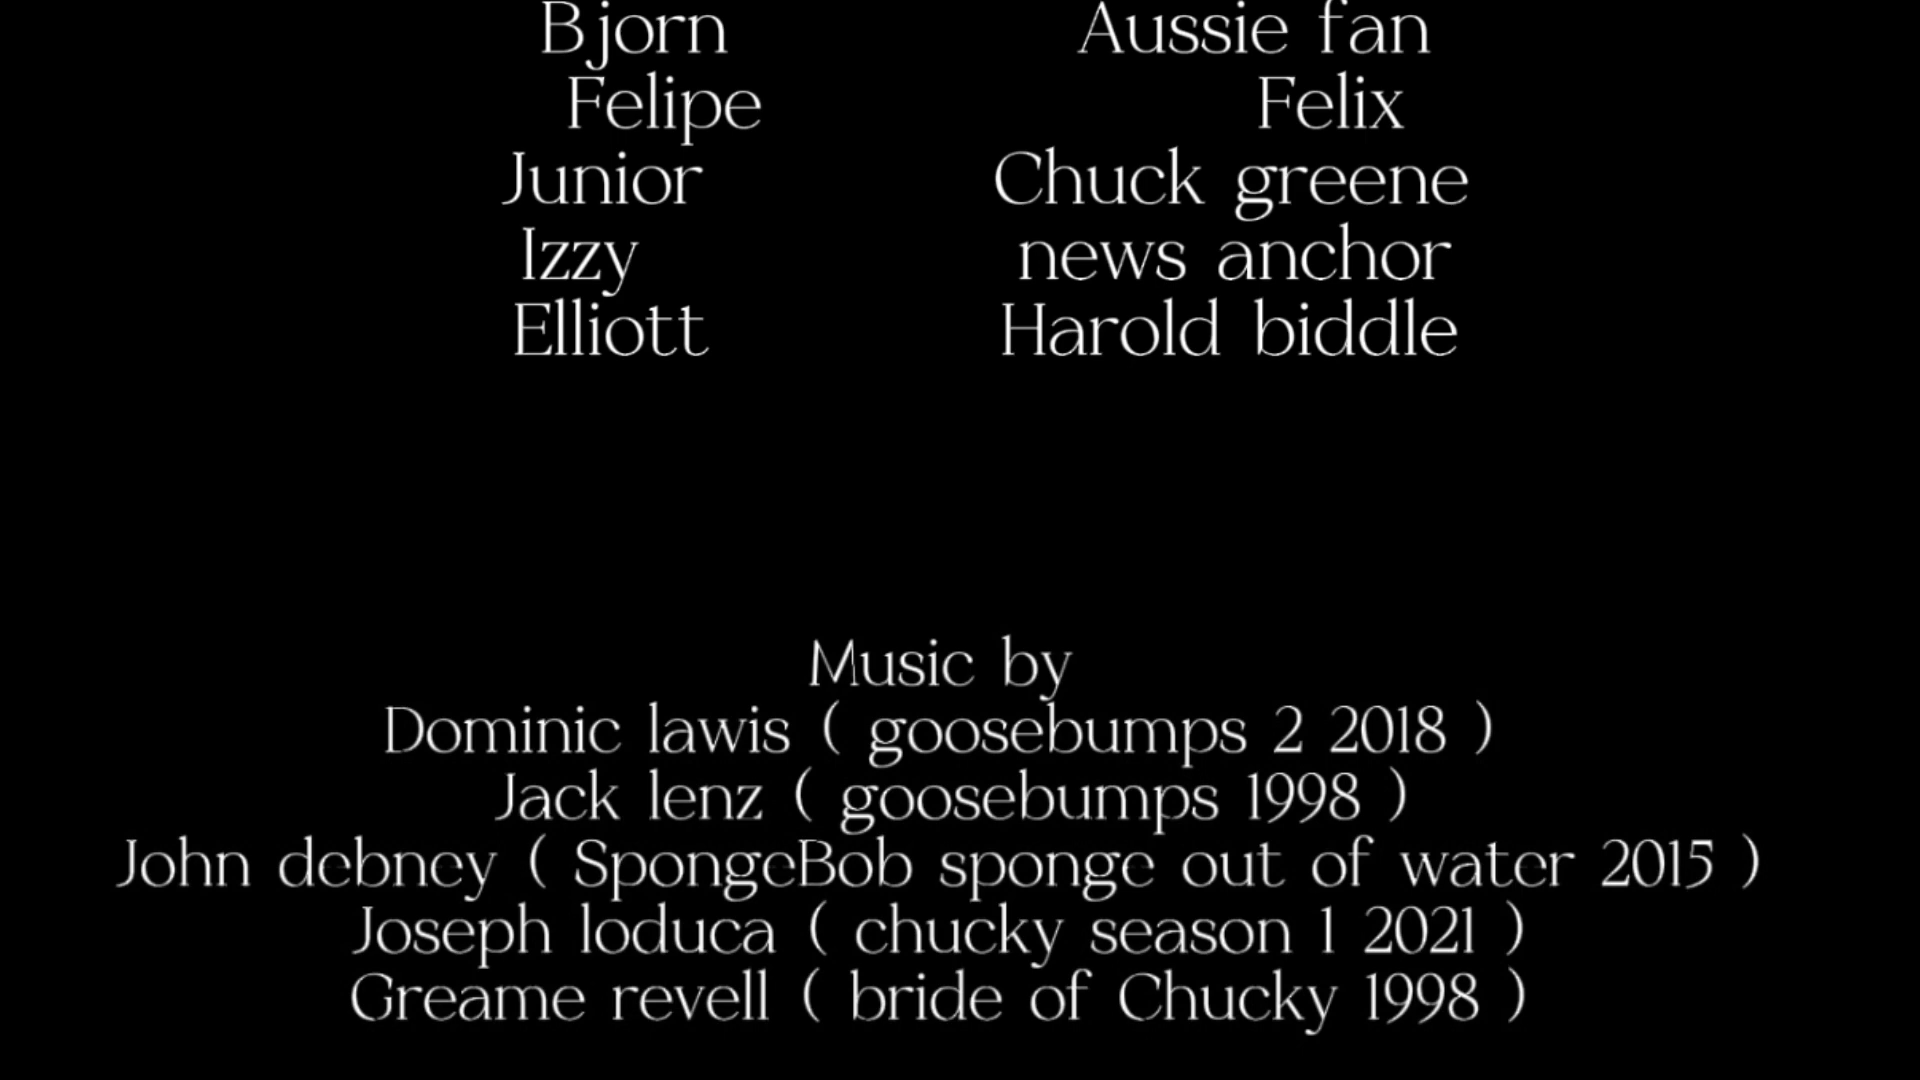 Bjorn Aussie fan
Felipe Felix
Junior Chuck greene
Izzy news anchor
Elliott Harold biddle
Music by
Dominic lawis ( goosebumps 2 2018 )
Jack lenz ( goosebumps 1998 )
John debney ( SpongeBob sponge out of water 2015 )
Joseph loduca ( chucky season 1 2021 )
Greame revell ( bride of Chucky 1998 )